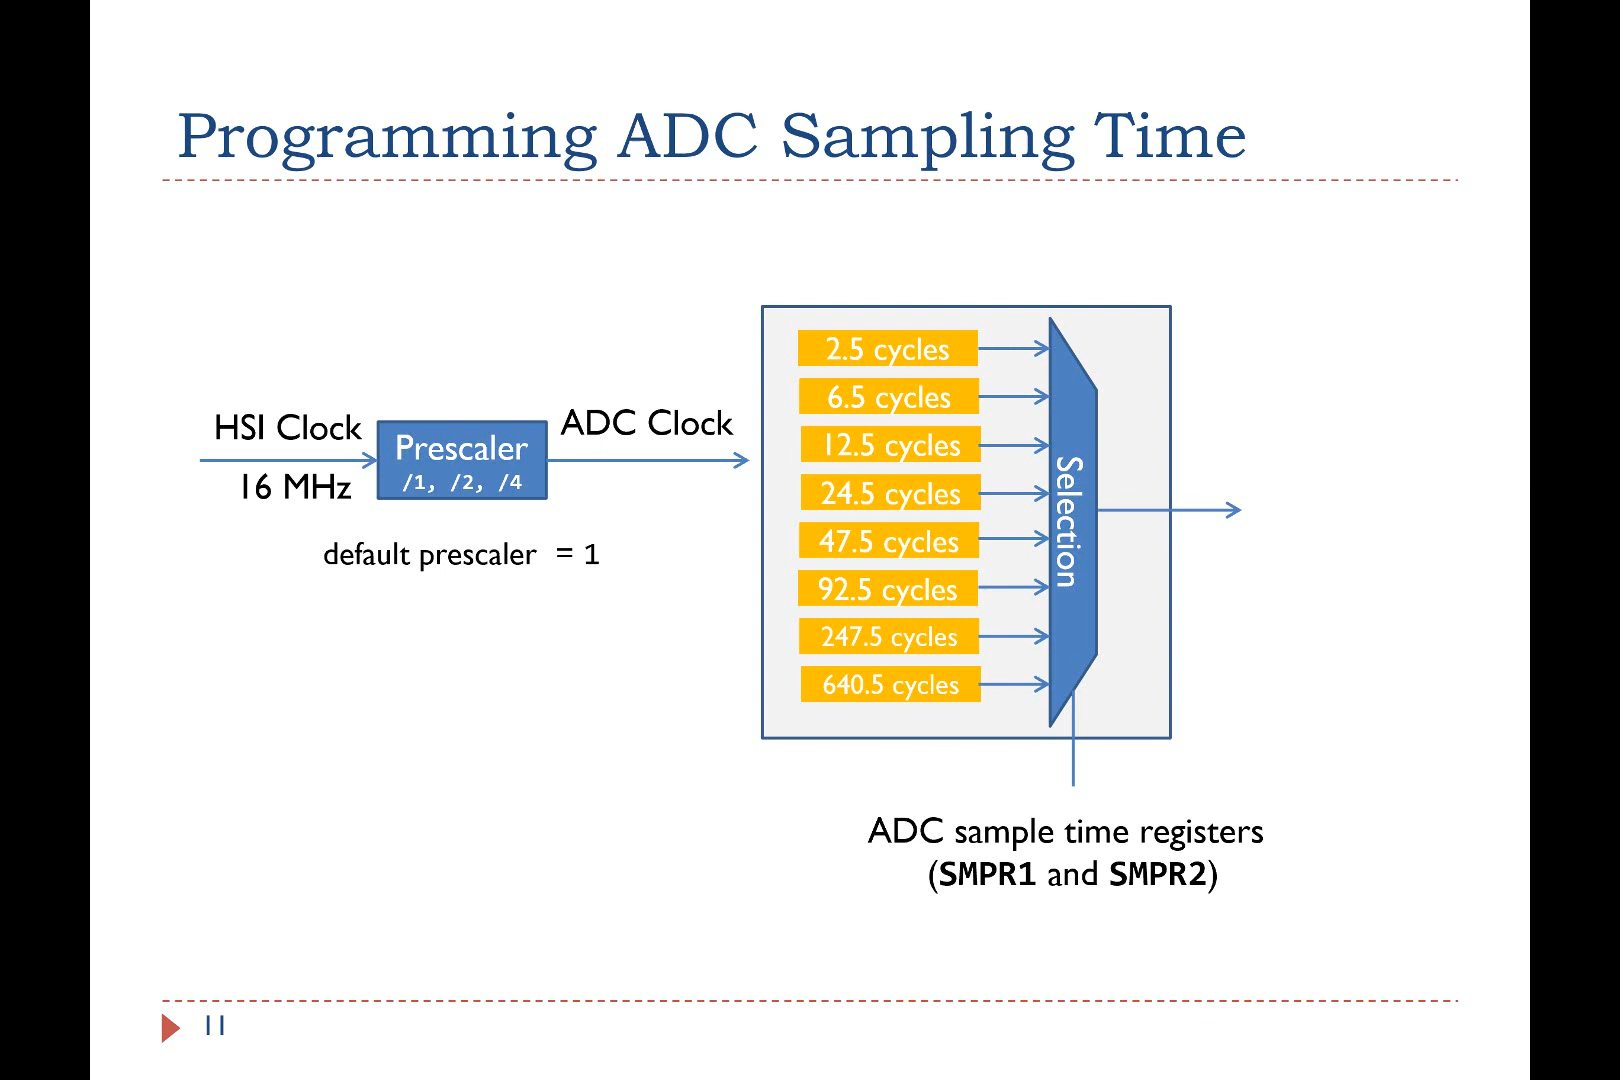 Programming ADC Sampling Time
HSI Clock
16 MHz
Prescaler
/1, /2, /4
ADC Clock
default prescaler = 1
2.5 cycles
6.5 cycles
12.5 cycles
24.5 cycles
47.5 cycles
92.5 cycles
247.5 cycles
640.5 cycles
Selection
ADC sample time registers
(SMPR1 and SMPR2)
11